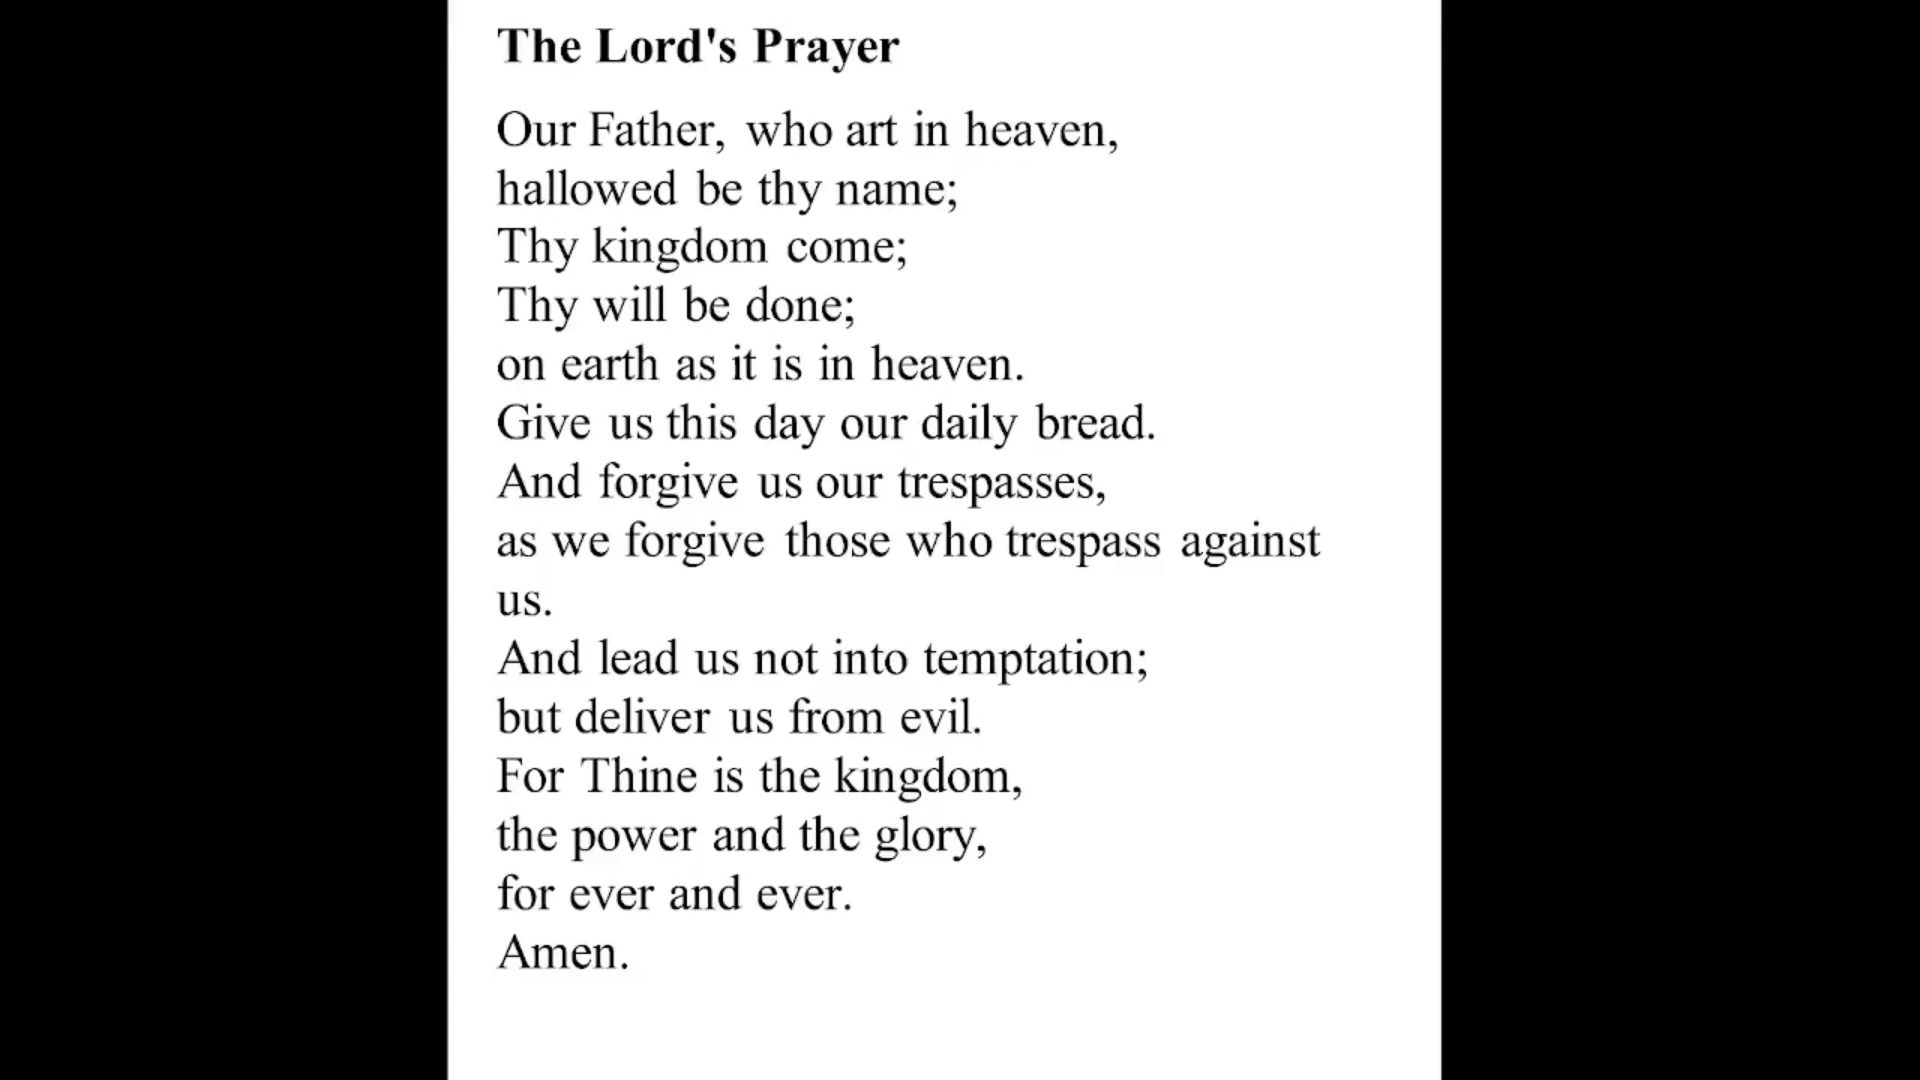 The Lord's Prayer
Our Father, who art in heaven,
hallowed be thy name;
Thy kingdom come;
Thy will be done;
on earth as it is in heaven.
Give us this day our daily bread.
And forgive us our trespasses,
as we forgive those who trespass against
us.
And lead us not into temptation;
but deliver us from evil.
For Thine is the kingdom,
the power and the glory,
for ever and ever.
Amen.